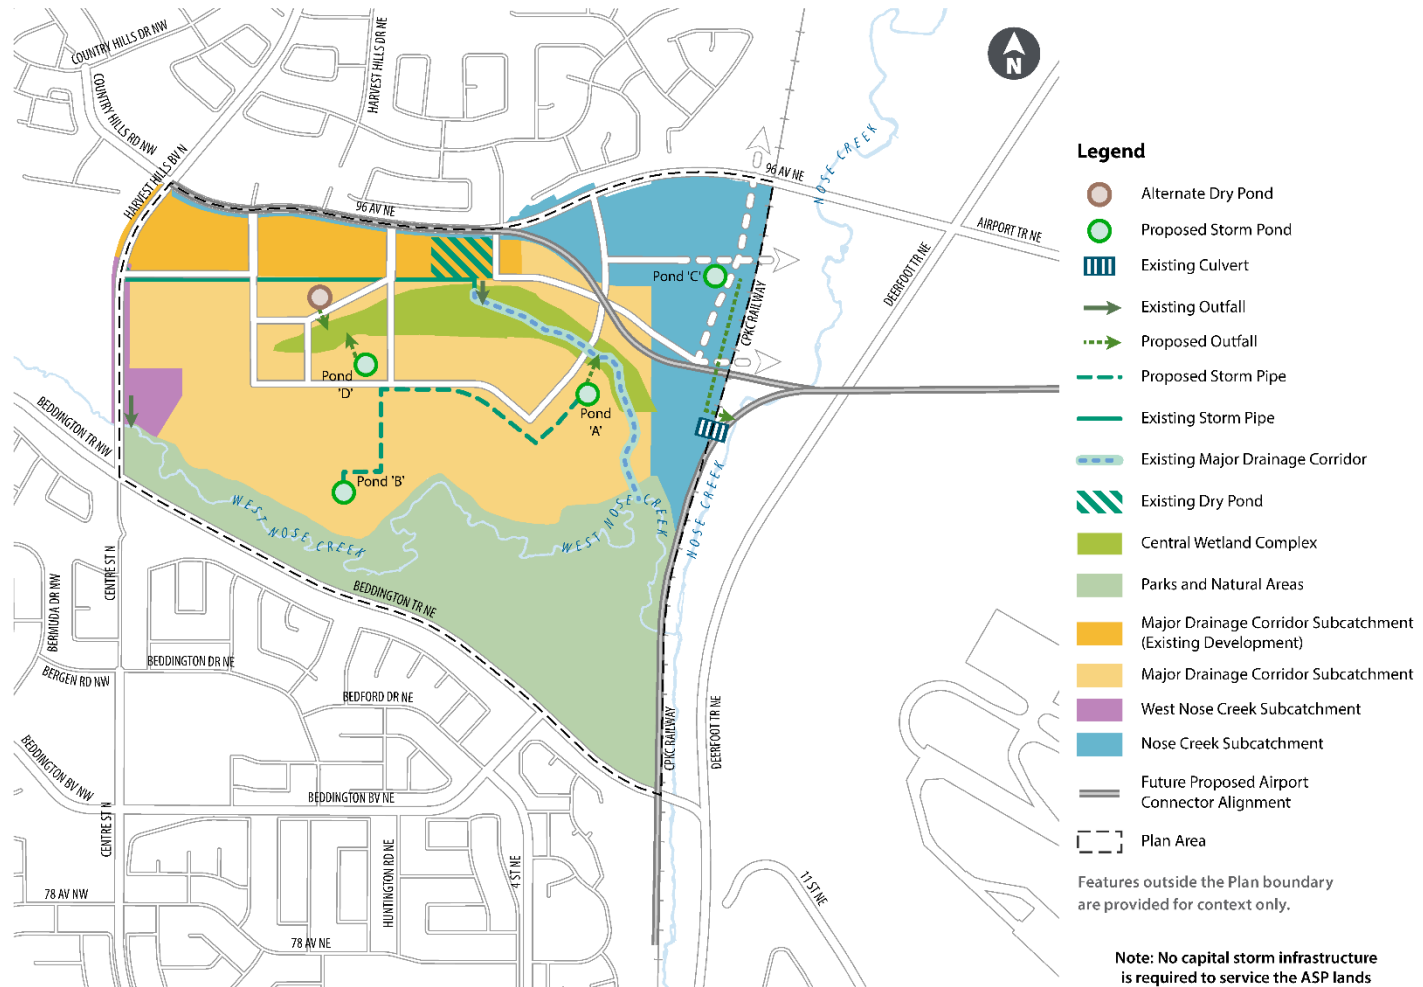 COUNTRY HILLS DR NW
HARVEST HILLS DR NE
COUNTRY HILLS RD NW
HARVEST HILLS BV N
N
NOSE CREEK
96 AV NE
96 AV NE
AIRPORT TR NE
DEERFOOT TR NE
Pond 'C'
CPKC RAILWAY
Pond
'D'
Pond
'A'
Pond 'B'
BEDDINGTON TR NW
WEST NOSE CREEK
WEST NOSE CREEK
NOSE CREEK
CENTRE ST N
BERMUDA DR NW
BEDDINGTON TR NE
BEDDINGTON DR NE
BERGEN RD NW
BEDFORD DR NE
CPKC RAILWAY
DEERFOOT TR NE
BEDDINGTON BV NW
BEDDINGTON BV NE
CENTRE ST N
HUNTINGTON RD NE
4 ST NE
11 ST NE
78 AV NW
78 AV NE
Legend
Alternate Dry Pond
Proposed Storm Pond
Existing Culvert
Existing Outfall
Proposed Outfall
Proposed Storm Pipe
Existing Storm Pipe
Existing Major Drainage Corridor
Existing Dry Pond
Central Wetland Complex
Parks and Natural Areas
Major Drainage Corridor Subcatchment
(Existing Development)
Major Drainage Corridor Subcatchment
West Nose Creek Subcatchment
Nose Creek Subcatchment
Future Proposed Airport
Connector Alignment
Plan Area
Features outside the Plan boundary
are provided for context only.
Note: No capital storm infrastructure
is required to service the ASP lands